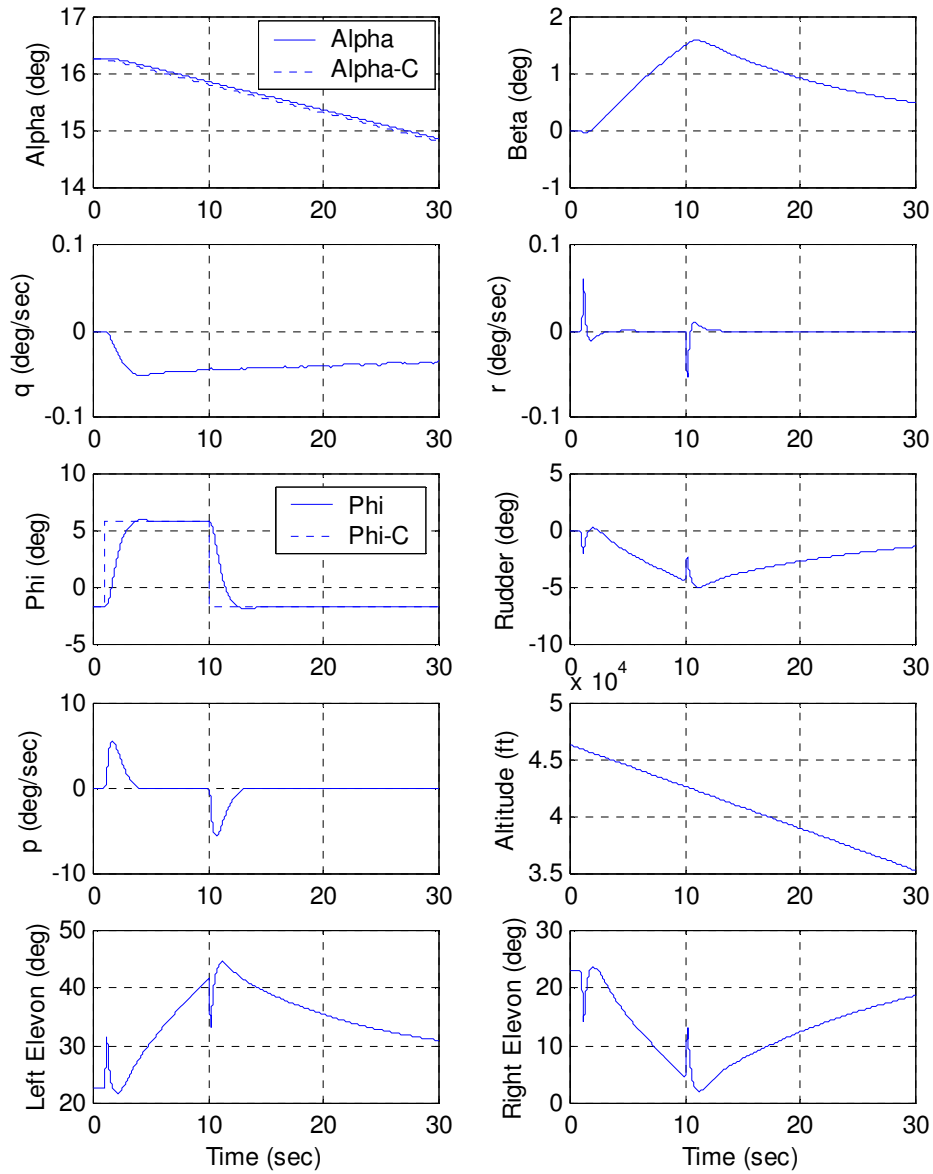 17
16
15
14
Alpha (deg)
Alpha
Alpha-C
0 10 20 30
2
1
0
-1
Beta (deg)
0 10 20 30
0.1
0
-0.1
q (deg/sec)
0 10 20 30
0.1
0
-0.1
r (deg/sec)
0 10 20 30
10
5
0
-5
Phi (deg)
Phi
Phi-C
0 10 20 30
5
0
-5
-10
Rudder (deg)
0 10 20 30
10
0
-10
p (deg/sec)
0 10 20 30
x 10^4
5
4.5
4
3.5
Altitude (ft)
0 10 20 30
50
40
30
20
Left Elevon (deg)
0 10 20 30
Time (sec)
30
20
10
0
Right Elevon (deg)
0 10 20 30
Time (sec)